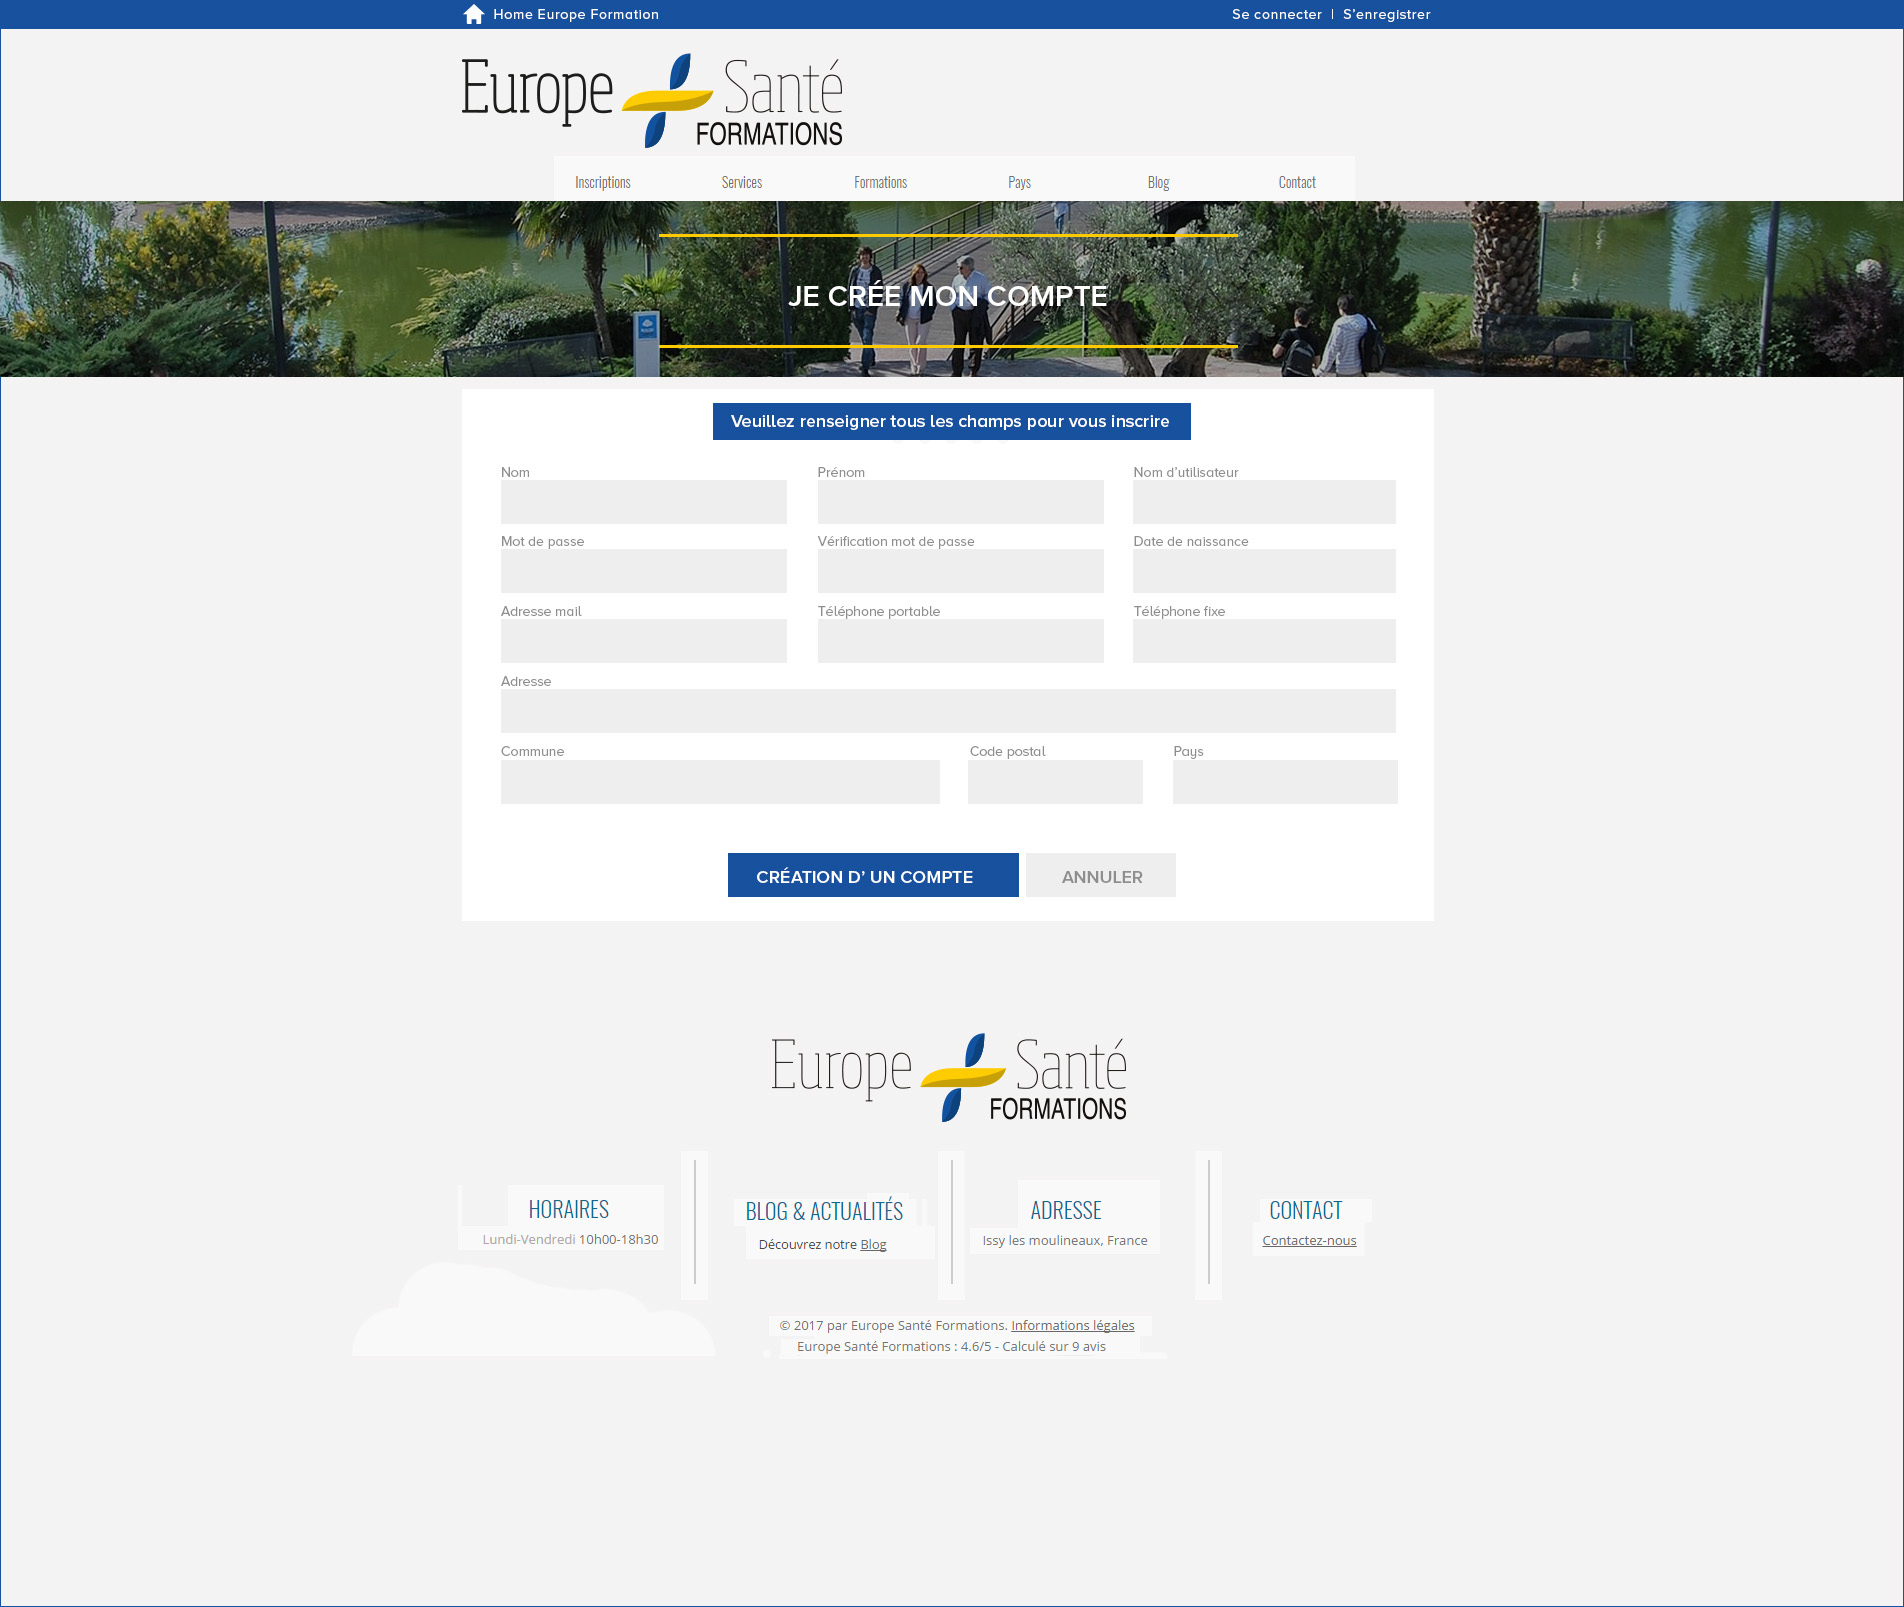 Home Europe Formation
Se connecter | S'enregistrer
Europe Santé
FORMATIONS
Inscriptions Services Formations Pays Blog Contact
JE CRÉE MON COMPTE
Veuillez renseigner tous les champs pour vous inscrire
Nom Prénom Nom d'utilisateur
Mot de passe Vérification mot de passe Date de naissance
Adresse mail Téléphone portable Téléphone fixe
Adresse
Commune Code postal Pays
CRÉATION D' UN COMPTE ANNULER
Europe Santé
FORMATIONS
HORAIRES BLOG & ACTUALITÉS ADRESSE CONTACT
Lundi-Vendredi 10h00-18h30 Découvrez notre Blog Issy les moulineaux, France Contactez-nous
© 2017 par Europe Santé Formations. Informations légales
Europe Santé Formations : 4.6/5 - Calculé sur 9 avis